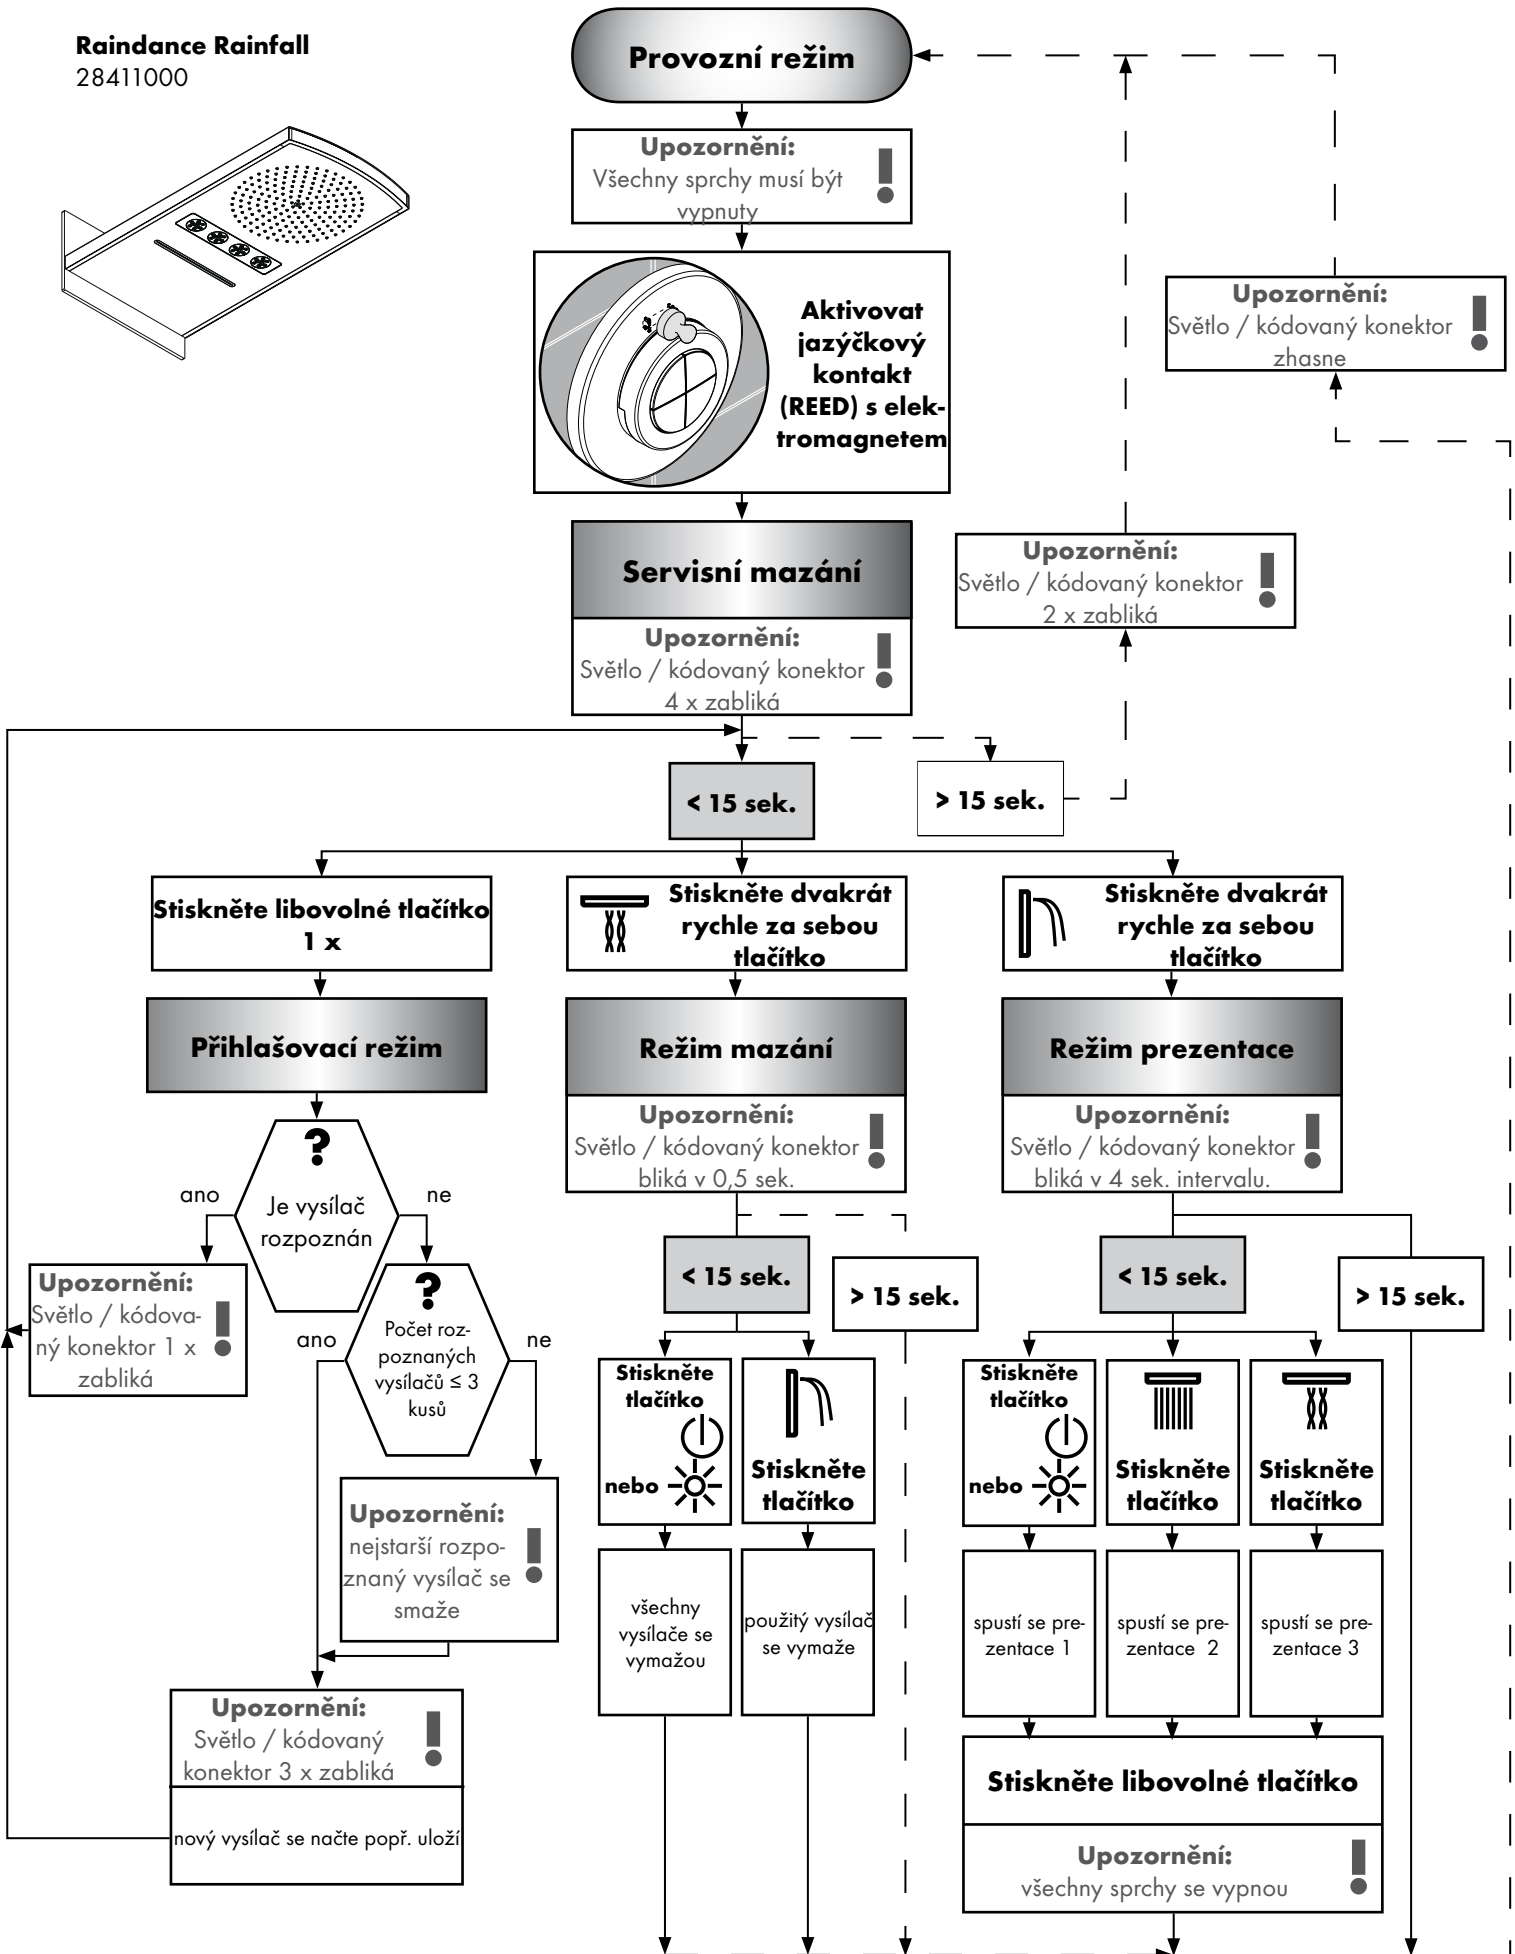 Raindance Rainfall
28411000
Provozní režim
Upozornění:
Všechny sprchy musí být
vypnuty
Aktivovat
jazýčkový
kontakt
(REED) s elek-
tromagnetem
Upozornění:
Světlo / kódovaný konektor
zhasne
Servisní mazání
Upozornění:
Světlo / kódovaný konektor
4 x zabliká
Upozornění:
Světlo / kódovaný konektor
2 x zabliká
< 15 sek.
> 15 sek.
Stiskněte libovolné tlačítko
1 x
Stiskněte dvakrát
rychle za sebou
tlačítko
Stiskněte dvakrát
rychle za sebou
tlačítko
Přihlašovací režim
Režim mazání
Upozornění:
Světlo / kódovaný konektor
bliká v 0,5 sek.
Režim prezentace
Upozornění:
Světlo / kódovaný konektor
bliká v 4 sek. intervalu.
?
Je vysílač
rozpoznán
ano
ne
Upozornění:
Světlo / kódova-
ný konektor 1 x
zabliká
?
Počet roz-
poznaných
vysílačů ≤ 3
kusů
ano
ne
Upozornění:
nejstarší rozpo-
znaný vysílač se
smaže
Upozornění:
Světlo / kódovaný
konektor 3 x zabliká
nový vysílač se načte popř. uloží
< 15 sek.
> 15 sek.
Stiskněte
tlačítko
nebo
Stiskněte
tlačítko
všechny
vysílače se
vymažou
použitý vysílač
se vymaže
< 15 sek.
> 15 sek.
Stiskněte
tlačítko
nebo
Stiskněte
tlačítko
Stiskněte
tlačítko
spustí se pre-
zentace 1
spustí se pre-
zentace 2
spustí se pre-
zentace 3
Stiskněte libovolné tlačítko
Upozornění:
všechny sprchy se vypnou